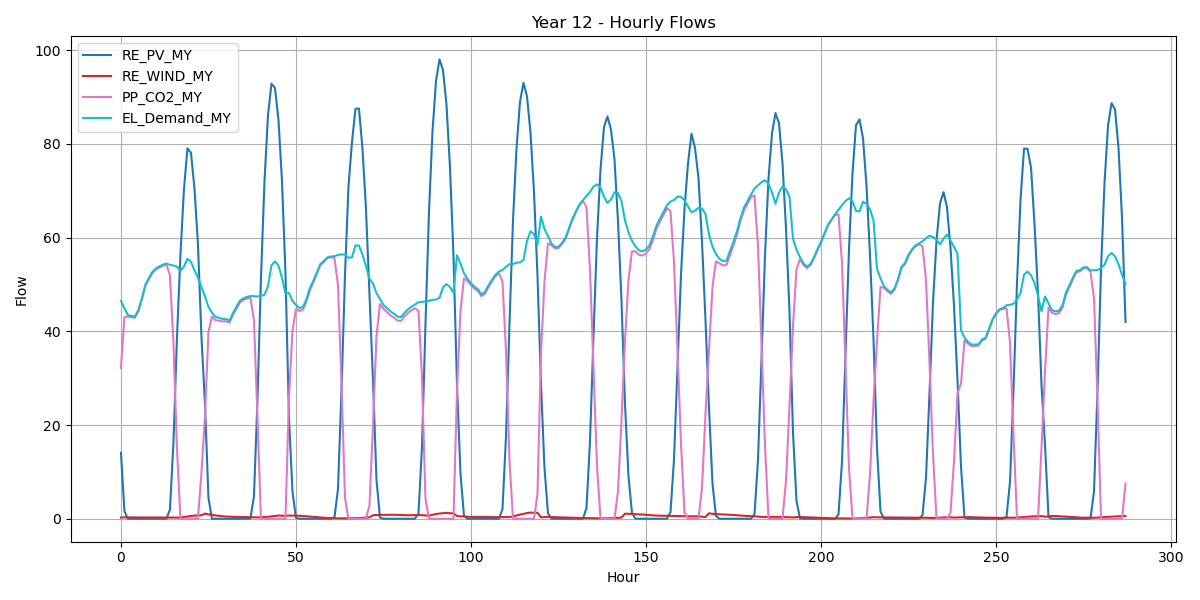 Year 12 - Hourly Flows
RE_PV_MY
RE_WIND_MY
PP_CO2_MY
EL_Demand_MY
100
80
60
40
20
0
Flow
0 50 100 150 200 250 300
Hour